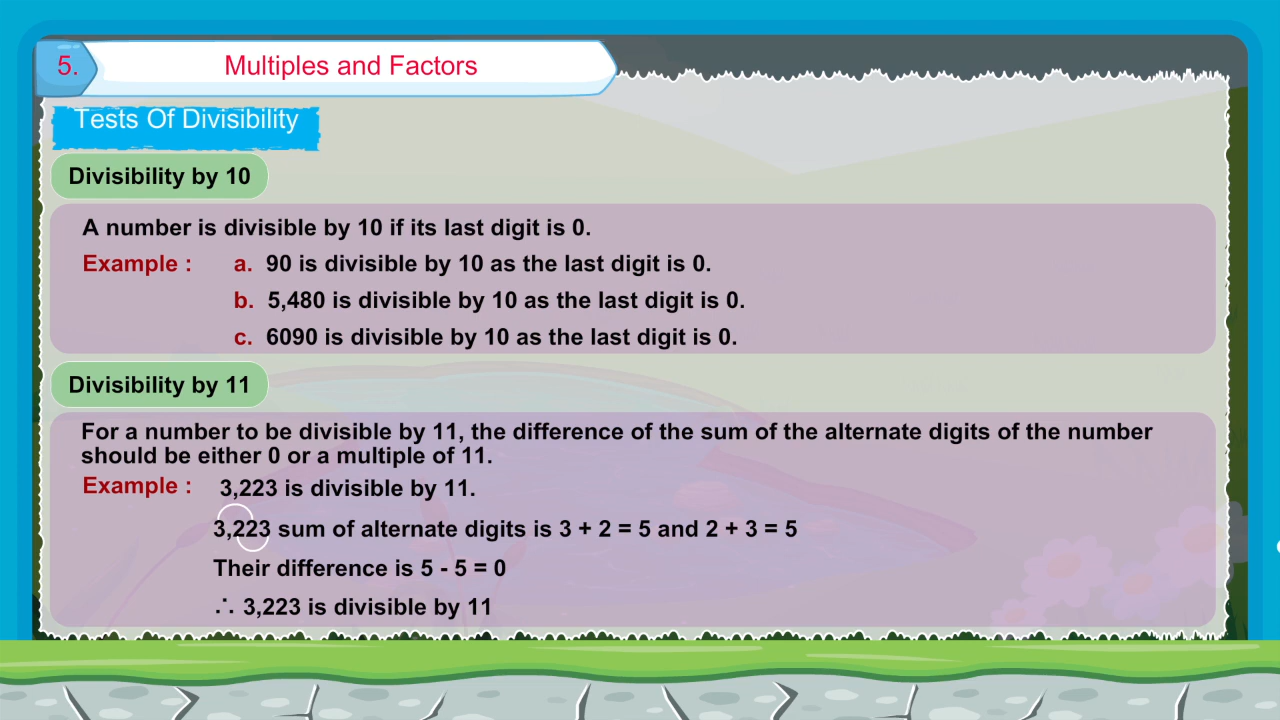 5. Multiples and Factors
Tests Of Divisibility
Divisibility by 10
A number is divisible by 10 if its last digit is 0.
Example : a. 90 is divisible by 10 as the last digit is 0.
b. 5,480 is divisible by 10 as the last digit is 0.
c. 6090 is divisible by 10 as the last digit is 0.
Divisibility by 11
For a number to be divisible by 11, the difference of the sum of the alternate digits of the number
should be either 0 or a multiple of 11.
Example : 3,223 is divisible by 11.
3,223 sum of alternate digits is 3 + 2 = 5 and 2 + 3 = 5
Their difference is 5 - 5 = 0
∴ 3,223 is divisible by 11